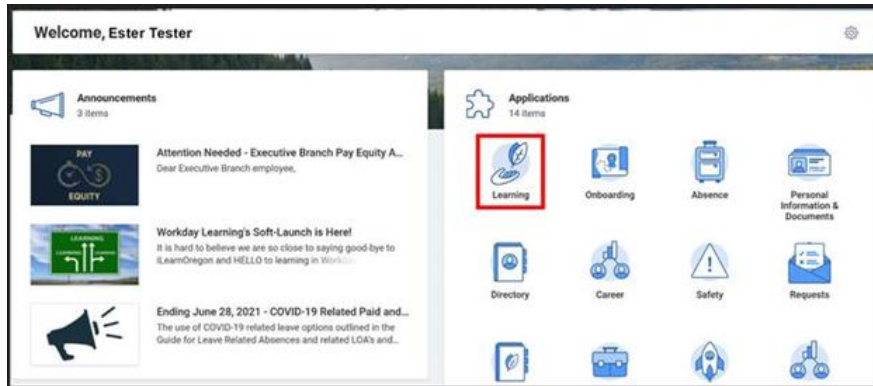 Welcome, Ester Tester
Announcements
3 items
PAY
EQUITY
Attention Needed - Executive Branch Pay Equity A...
Dear Executive Branch employee,
LEARNING
Workday Learning's Soft-Launch is Here!
It is hard to believe we are so close to saying good-bye to
iLearnOregon and HELLO to learning in
Ending June 28, 2021 - COVID-19 Related Paid and...
The use of COVID-19 related leave options outlined in the
Guide for Leave Related Absences and related LOA's and...
Applications
14 items
Learning
Onboarding
Absence
Personal
Information &
Documents
Directory
Career
Safety
Requests